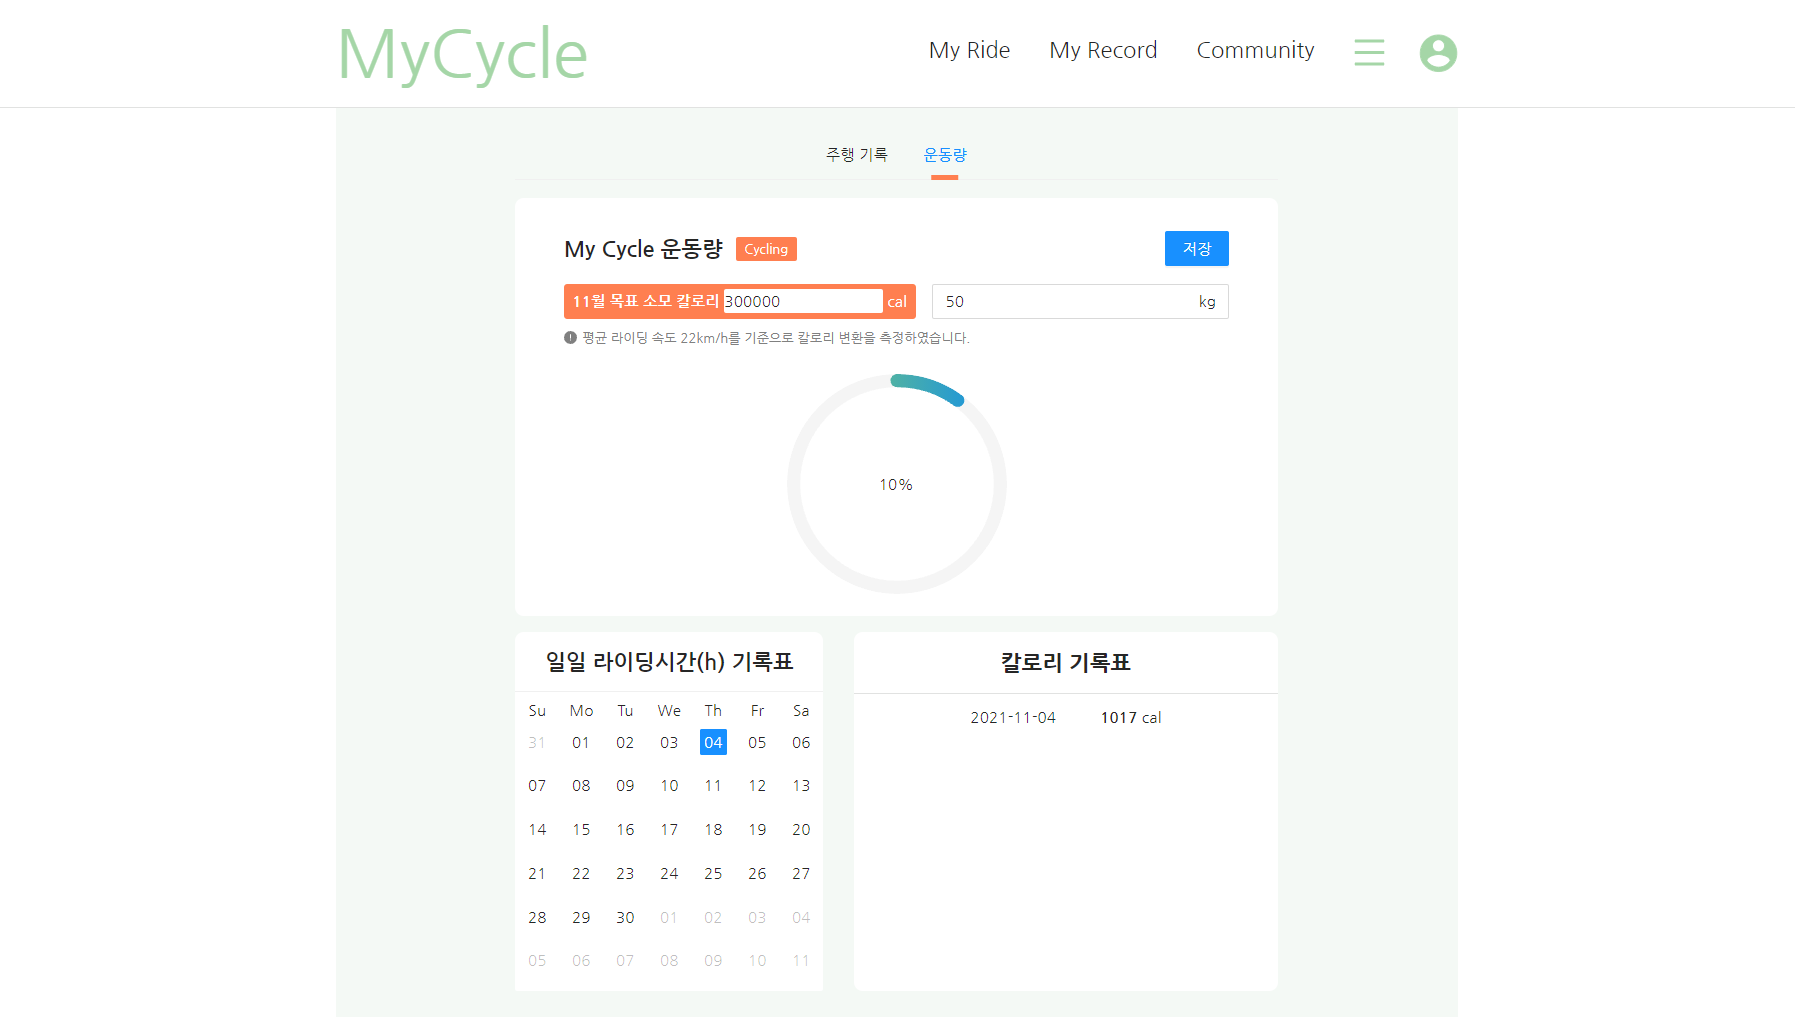 MyCycle
My Ride My Record Community
주행 기록 운동량
My Cycle 운동량 Cycling 저장
11월 목표 소모 칼로리 300000 cal 50 kg
평균 라이딩 속도 22km/h를 기준으로 칼로리 변환을 측정하였습니다.
10%
일일 라이딩시간(h) 기록표
Su Mo Tu We Th Fr Sa
31 01 02 03 04 05 06
07 08 09 10 11 12 13
14 15 16 17 18 19 20
21 22 23 24 25 26 27
28 29 30 01 02 03 04
05 06 07 08 09 10 11
칼로리 기록표
2021-11-04 1017 cal